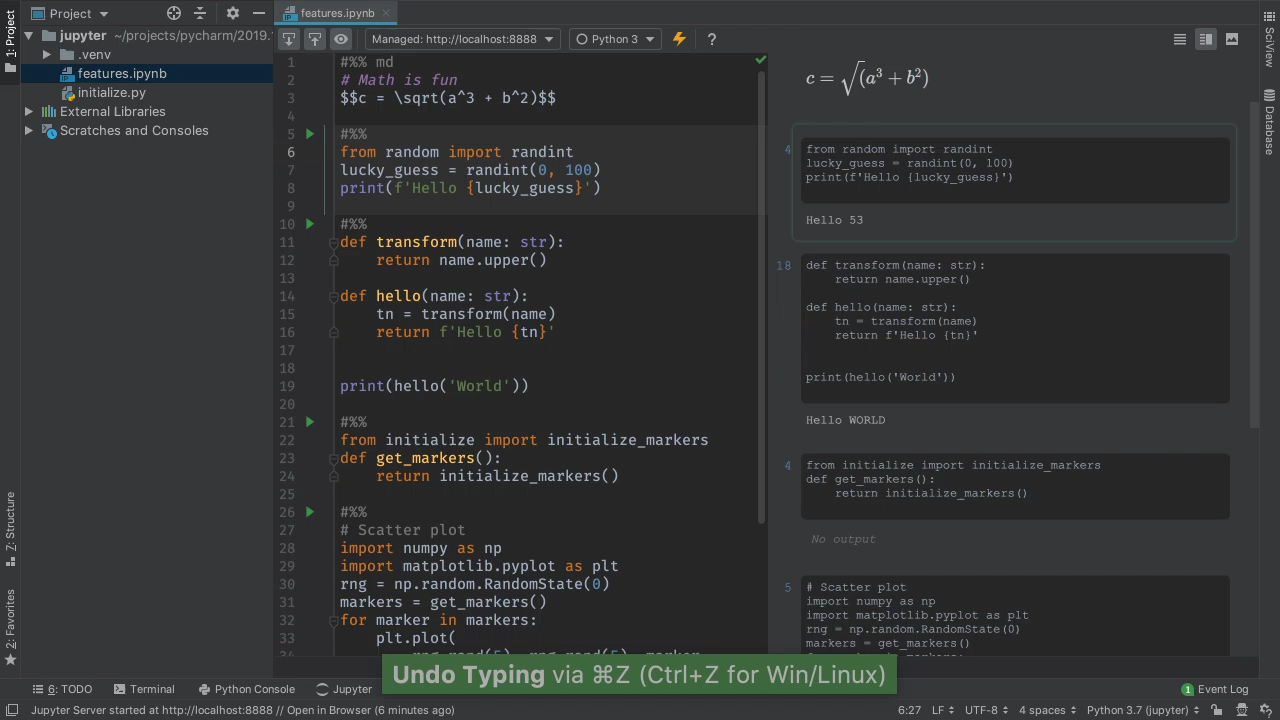 Project
features.ipynb
1: Project
jupyter ~/projects/pycharm/2019.
.venv
features.ipynb
initialize.py
External Libraries
Scratches and Consoles
Z: Structure
2: Favorites
Managed: http://localhost:8888
Python 3
?
1 #%% md
2 # Math is fun
3 $$c = \sqrt(a^3 + b^2)$$
4
5 #%%
6 from random import randint
7 lucky_guess = randint(0, 100)
8 print(f'Hello {lucky_guess}')
9
10 #%%
11 def transform(name: str):
12 return name.upper()
13
14 def hello(name: str):
15 tn = transform(name)
16 return f'Hello {tn}'
17
18
19 print(hello('World'))
20
21 #%%
22 from initialize import initialize_markers
23 def get_markers():
24 return initialize_markers()
25
26 #%%
27 # Scatter plot
28 import numpy as np
29 import matplotlib.pyplot as plt
30 rng = np.random.RandomState(0)
31 markers = get_markers()
32 for marker in markers:
33 plt.plot(
c = √(a³ + b²)
4 from random import randint
lucky_guess = randint(0, 100)
print(f'Hello {lucky_guess}')
Hello 53
18 def transform(name: str):
return name.upper()
def hello(name: str):
tn = transform(name)
return f'Hello {tn}'
print(hello('World'))
Hello WORLD
4 from initialize import initialize_markers
def get_markers():
return initialize_markers()
No output
5 # Scatter plot
import numpy as np
import matplotlib.pyplot as plt
rng = np.random.RandomState(0)
markers = get_markers()
SciView
Database
Undo Typing via ⌘Z (Ctrl+Z for Win/Linux)
6: TODO
Terminal
Python Console
Jupyter
1 Event Log
Jupyter Server started at http://localhost:8888 // Open in Browser (6 minutes ago)
6:27 LF UTF-8 4 spaces Python 3.7 (jupyter)